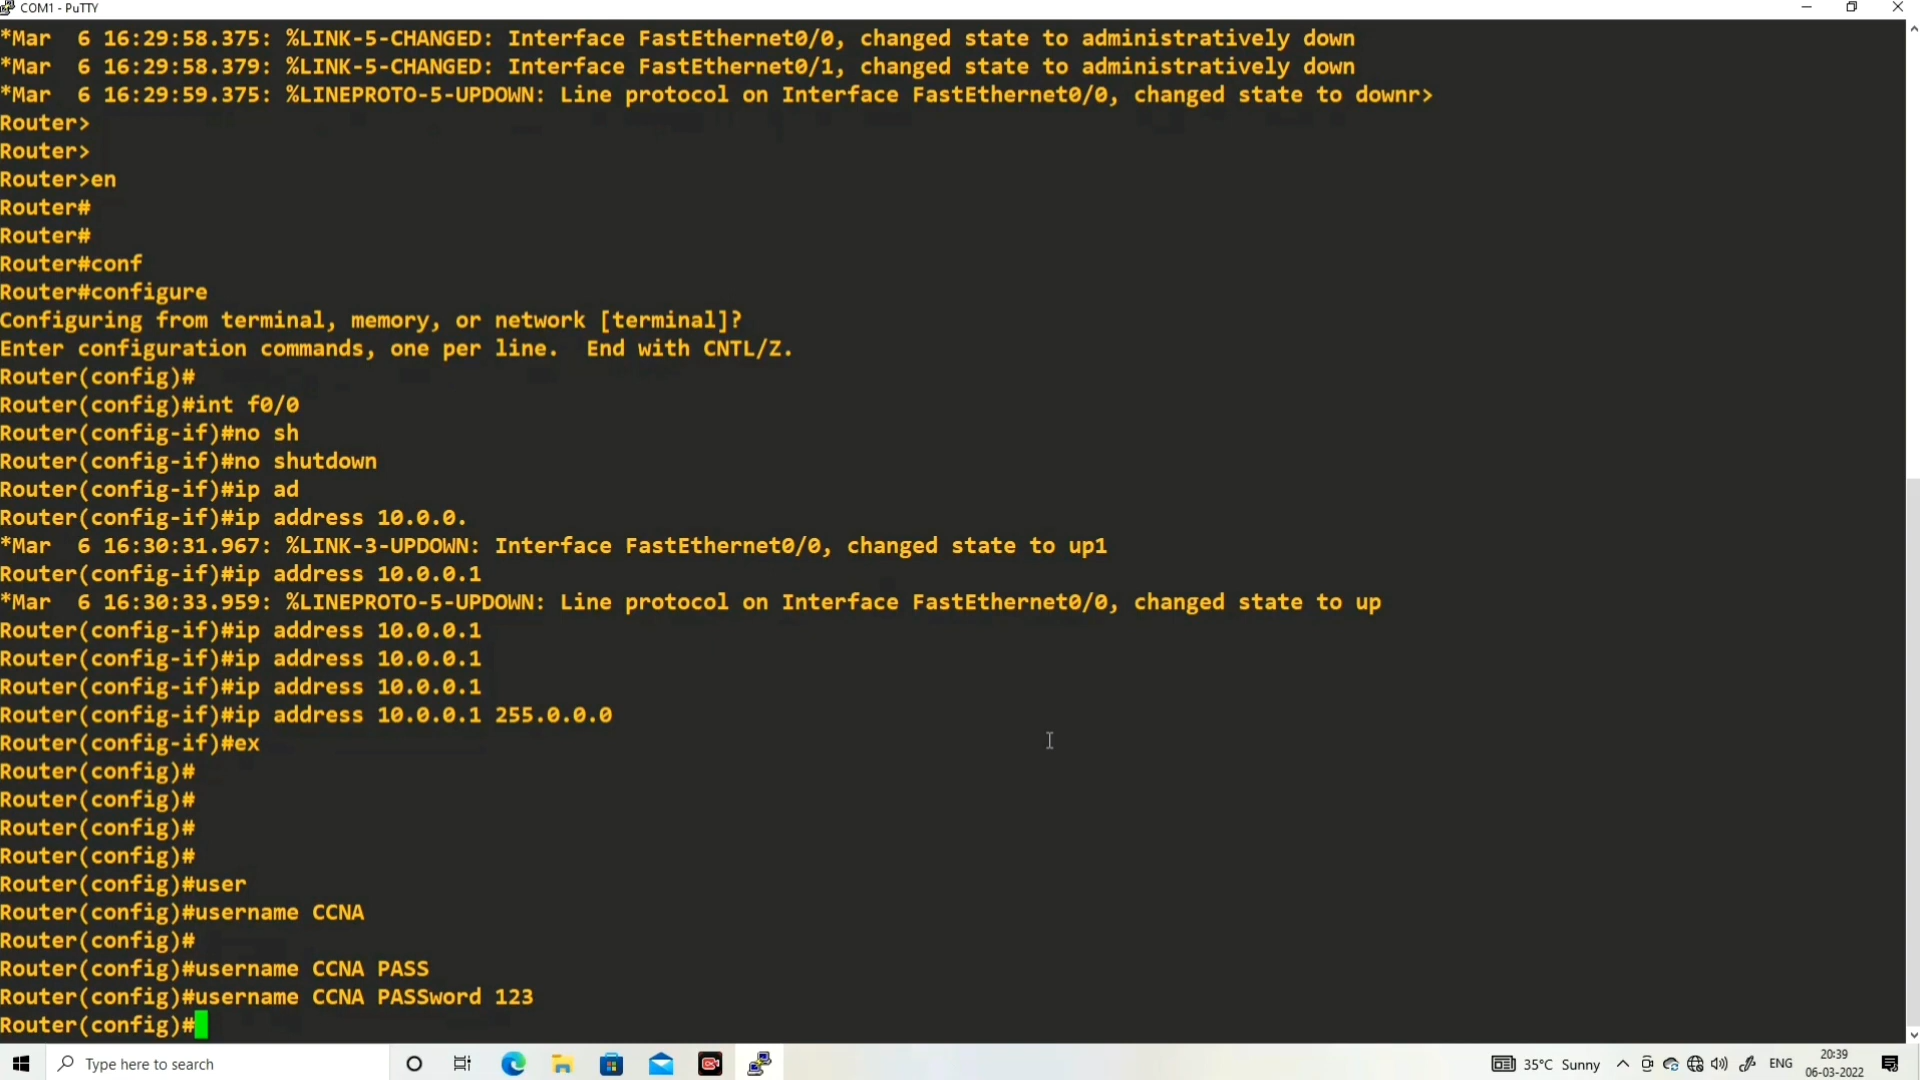 COM1 - PuTTY
*Mar  6 16:29:58.375: %LINK-5-CHANGED: Interface FastEthernet0/0, changed state to administratively down
*Mar  6 16:29:58.379: %LINK-5-CHANGED: Interface FastEthernet0/1, changed state to administratively down
*Mar  6 16:29:59.375: %LINEPROTO-5-UPDOWN: Line protocol on Interface FastEthernet0/0, changed state to downr>
Router>
Router>
Router>en
Router#
Router#
Router#conf
Router#configure
Configuring from terminal, memory, or network [terminal]?
Enter configuration commands, one per line.  End with CNTL/Z.
Router(config)#
Router(config)#int f0/0
Router(config-if)#no sh
Router(config-if)#no shutdown
Router(config-if)#ip ad
Router(config-if)#ip address 10.0.0.
*Mar  6 16:30:31.967: %LINK-3-UPDOWN: Interface FastEthernet0/0, changed state to up1
Router(config-if)#ip address 10.0.0.1
*Mar  6 16:30:33.959: %LINEPROTO-5-UPDOWN: Line protocol on Interface FastEthernet0/0, changed state to up
Router(config-if)#ip address 10.0.0.1
Router(config-if)#ip address 10.0.0.1
Router(config-if)#ip address 10.0.0.1
Router(config-if)#ip address 10.0.0.1 255.0.0.0
Router(config-if)#ex
Router(config)#
Router(config)#
Router(config)#
Router(config)#
Router(config)#user
Router(config)#username CCNA
Router(config)#
Router(config)#username CCNA PASS
Router(config)#username CCNA PASSword 123
Router(config)#
Type here to search
35°C Sunny
ENG
20:39
06-03-2022